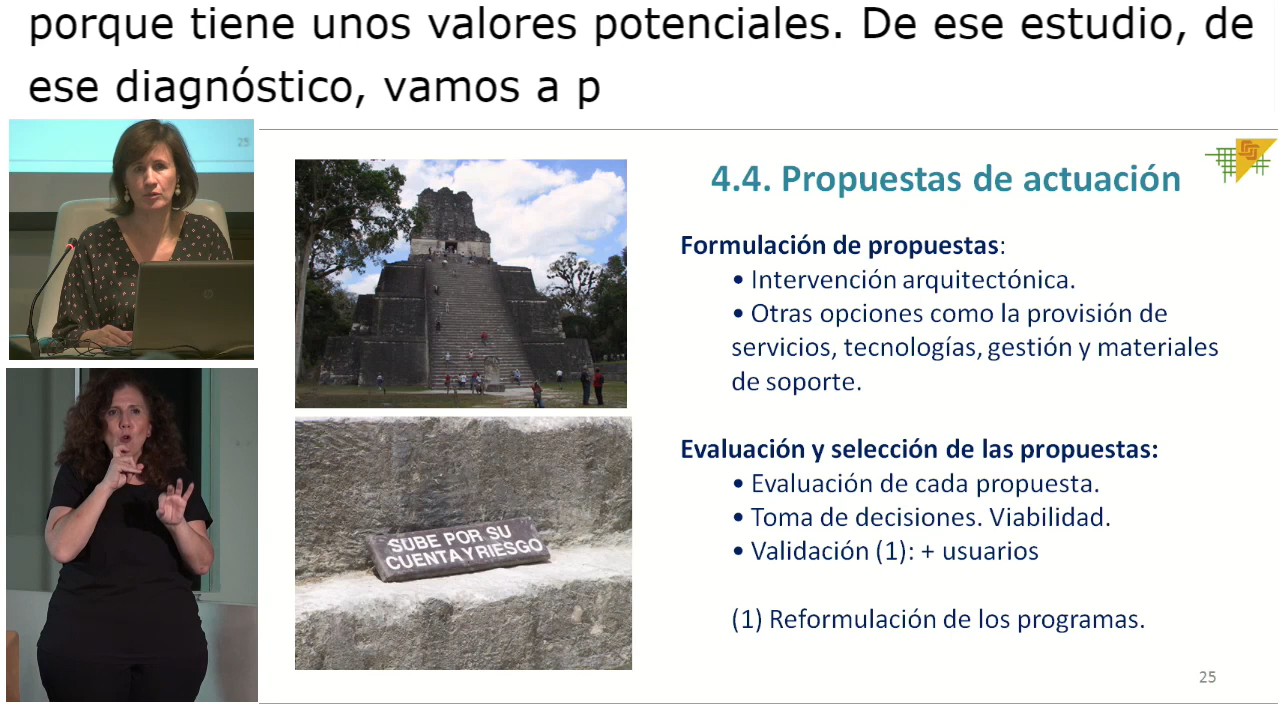 porque tiene unos valores potenciales. De ese estudio, de
ese diagnóstico, vamos a p
25
4.4. Propuestas de actuación
Formulación de propuestas:
• Intervención arquitectónica.
• Otras opciones como la provisión de
servicios, tecnologías, gestión y materiales
de soporte.
SUBE POR SU
CUENTA Y RIESGO
Evaluación y selección de las propuestas:
• Evaluación de cada propuesta.
• Toma de decisiones. Viabilidad.
• Validación (1): + usuarios
(1) Reformulación de los programas.
25